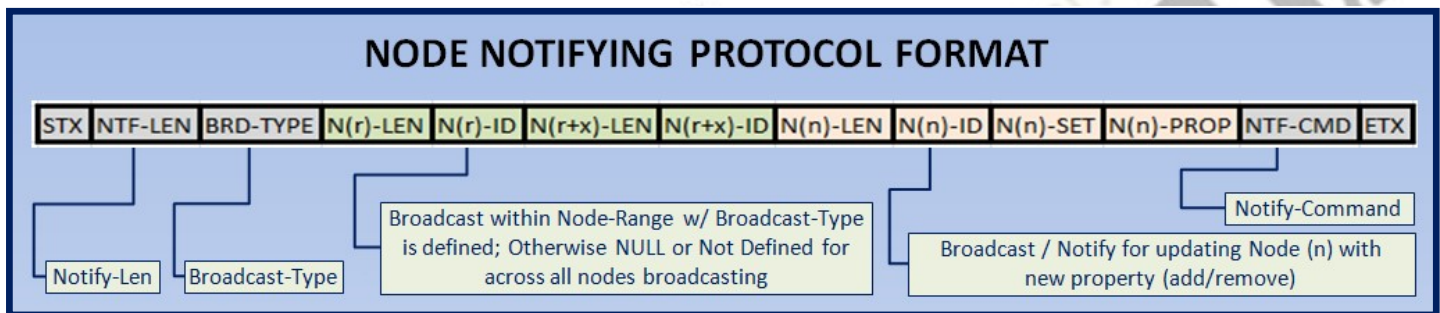 NODE NOTIFYING PROTOCOL FORMAT
STX NTF-LEN BRD-TYPE N(r)-LEN N(r)-ID N(r+x)-LEN N(r+x)-ID N(n)-LEN N(n)-ID N(n)-SET N(n)-PROP NTF-CMD ETX
Notify-Len
Broadcast-Type
Broadcast within Node-Range w/ Broadcast-Type
is defined; Otherwise NULL or Not Defined for
across all nodes broadcasting
Notify-Command
Broadcast / Notify for updating Node (n) with
new property (add/remove)